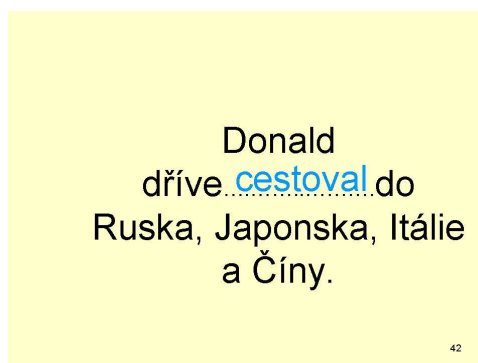 Donald
dříve.cestoval.do
Ruska, Japonska, Itálie
a Číny.
42